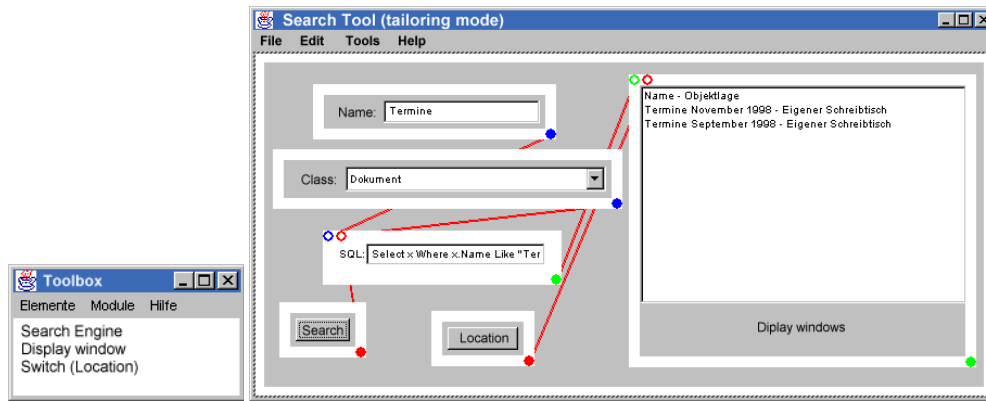 Search Tool (tailoring mode)
File Edit Tools Help
Name: Termine
Class: Dokument
SQL: Select x Where x.Name Like "Ter
Search
Location
Name - Objektlage
Termine November 1998 - Eigener Schreibtisch
Termine September 1998 - Eigener Schreibtisch
Diplay windows
Toolbox
Elemente Module Hilfe
Search Engine
Display window
Switch (Location)